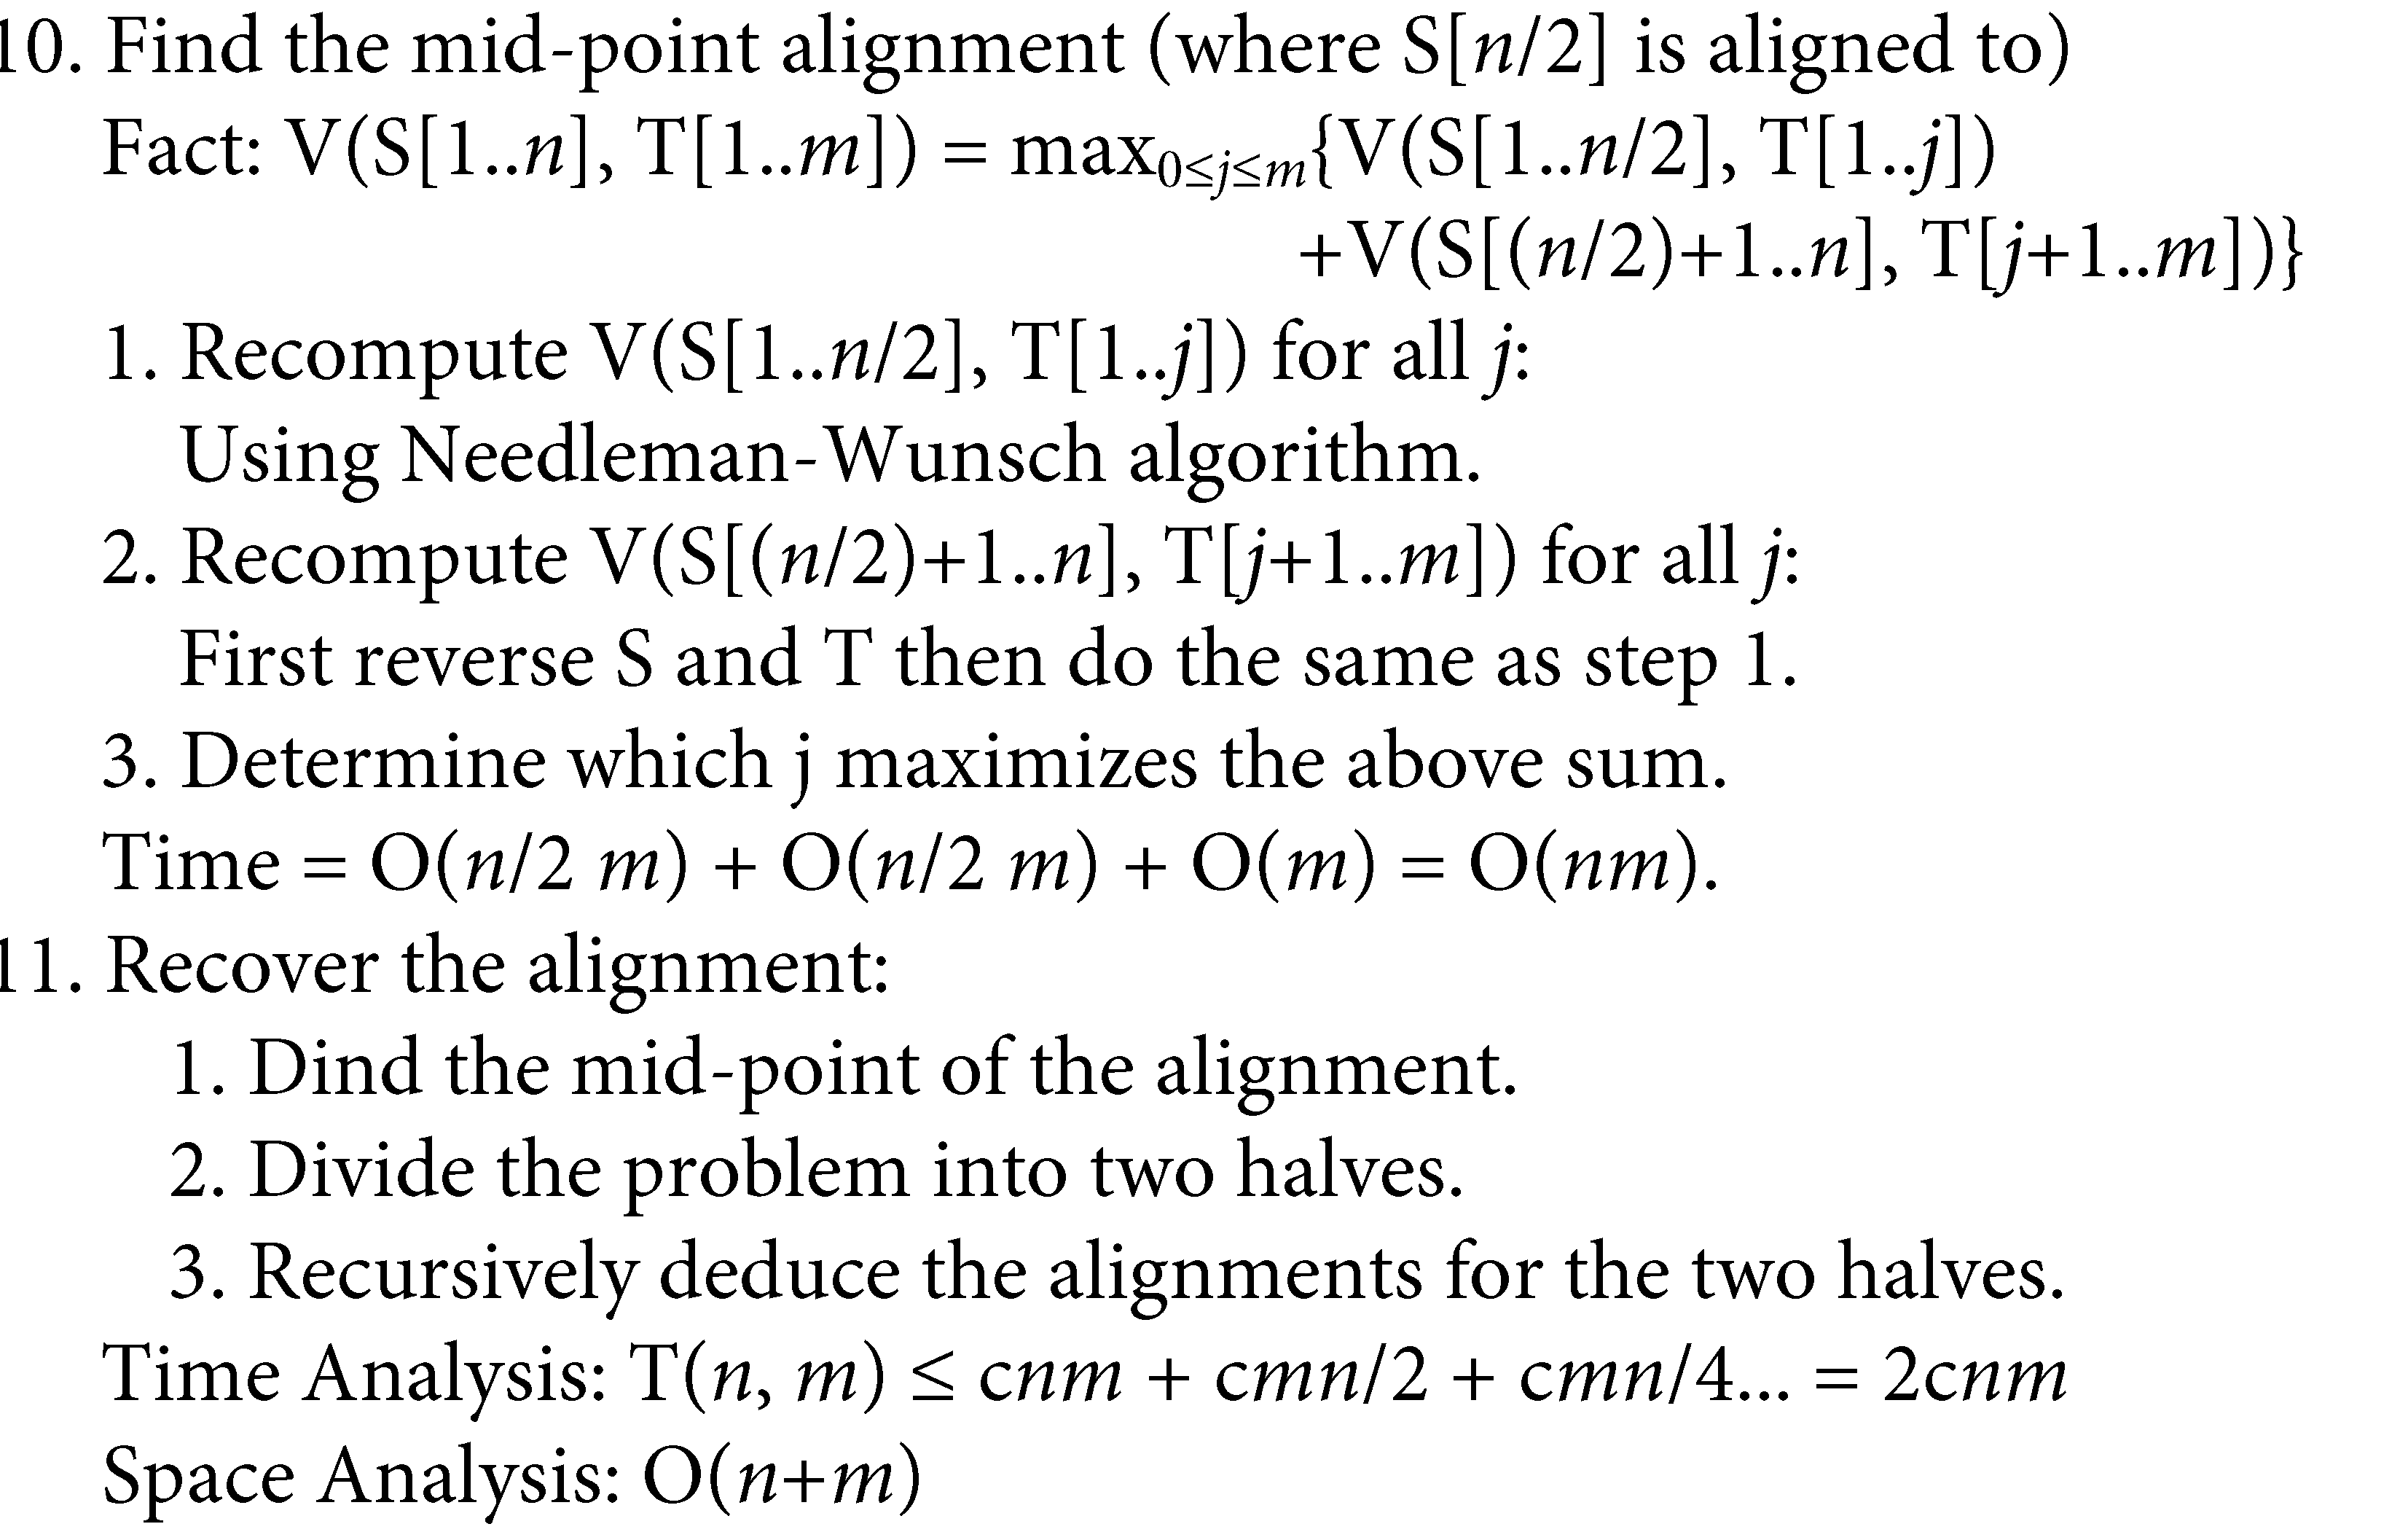 10. Find the mid-point alignment (where S[n/2] is aligned to)
Fact: V(S[1..n], T[1..m]) = max0≤j≤m{V(S[1..n/2], T[1..j])
+V(S[(n/2)+1..n], T[j+1..m])}
1. Recompute V(S[1..n/2], T[1..j]) for all j:
Using Needleman-Wunsch algorithm.
2. Recompute V(S[(n/2)+1..n], T[j+1..m]) for all j:
First reverse S and T then do the same as step 1.
3. Determine which j maximizes the above sum.
Time = O(n/2 m) + O(n/2 m) + O(m) = O(nm).
11. Recover the alignment:
1. Dind the mid-point of the alignment.
2. Divide the problem into two halves.
3. Recursively deduce the alignments for the two halves.
Time Analysis: T(n, m) ≤ cnm + cmn/2 + cmn/4... = 2cnm
Space Analysis: O(n+m)